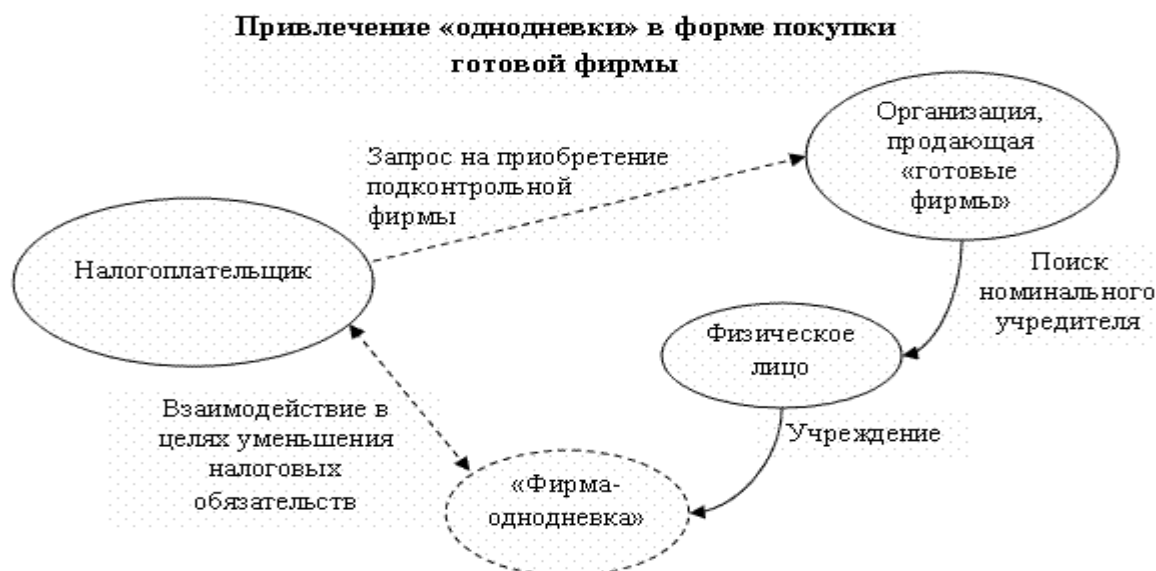 Привлечение «однодневки» в форме покупки
готовой фирмы
Организация,
продающая
«готовые
фирмы»
Запрос на приобретение
подконтрольной
фирмы
Налогоплательщик
Поиск
номинального
учредителя
Физическое
лицо
Взаимодействие в
целях уменьшения
налоговых
обязательств
Учреждение
«Фирма-
однодневка»